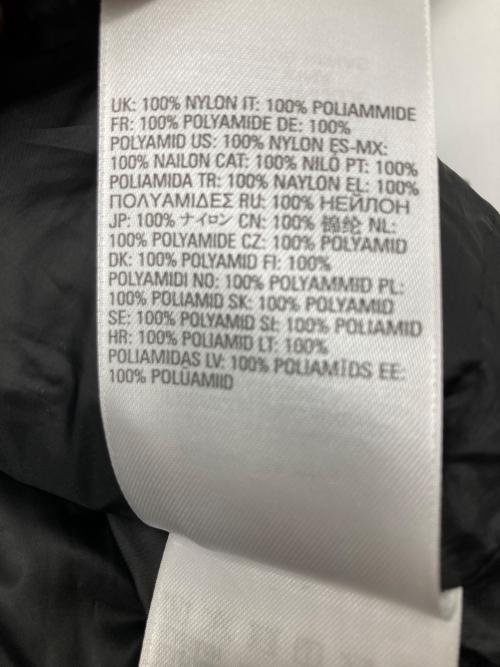 UK: 100% NYLON IT: 100% POLIAMMIDE
FR: 100% POLYAMIDE DE: 100%
POLYAMID US: 100% NYLON ES-MX:
100% NAILON CAT: 100% NILÓ PT: 100%
POLIAMIDA TR: 100% NAYLON EL: 100%
ΠΟΛΥΑΜΙΔΕΣ RU: 100% НЕЙЛОН
JP: 100% ナイロン CN: 100% 锦纶 NL:
100% POLYAMIDE CZ: 100% POLYAMID
DK: 100% POLYAMID FI: 100%
POLYAMIDI NO: 100% POLYAMMID PL:
100% POLIAMID SK: 100% POLYAMID
SE: 100% POLYAMID SI: 100% POLIAMID
HR: 100% POLIAMID LT: 100%
POLIAMIDAS LV: 100% POLIAMĪDS EE:
100% POLÜAMIID